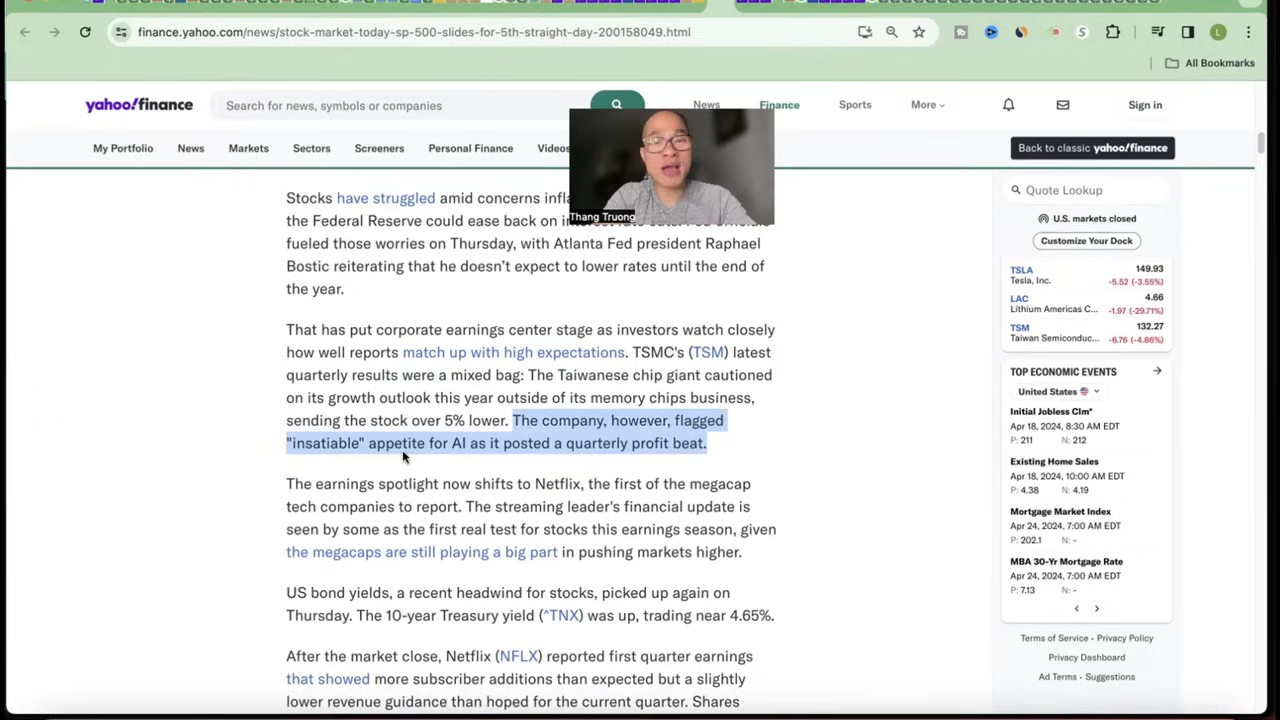 finance.yahoo.com/news/stock-market-today-sp-500-slides-for-5th-straight-day-200158049.html
L
All Bookmarks
yahoo!finance
Search for news, symbols or companies
News
Finance
Sports
More
Sign in
My Portfolio
News
Markets
Sectors
Screeners
Personal Finance
Videos
Back to classic yahoo!finance
Thang Truong
Stocks have struggled amid concerns
the Federal Reserve could ease back on
fueled those worries on Thursday, with Atlanta Fed president Raphael
Bostic reiterating that he doesn't expect to lower rates until the end of
the year.
That has put corporate earnings center stage as investors watch closely
how well reports match up with high expectations. TSMC's (TSM) latest
quarterly results were a mixed bag: The Taiwanese chip giant cautioned
on its growth outlook this year outside of its memory chips business,
sending the stock over 5% lower. The company, however, flagged
"insatiable" appetite for AI as it posted a quarterly profit beat.
The earnings spotlight now shifts to Netflix, the first of the megacap
tech companies to report. The streaming leader's financial update is
seen by some as the first real test for stocks this earnings season, given
the megacaps are still playing a big part in pushing markets higher.
US bond yields, a recent headwind for stocks, picked up again on
Thursday. The 10-year Treasury yield (^TNX) was up, trading near 4.65%.
After the market close, Netflix (NFLX) reported first quarter earnings
that showed more subscriber additions than expected but a slightly
lower revenue guidance than hoped for the current quarter. Shares
Quote Lookup
U.S. markets closed
Customize Your Dock
TSLA 149.93
Tesla, Inc. -5.52 (-3.55%)
LAC 4.66
Lithium Americas C... -1.97 (-29.71%)
TSM 132.27
Taiwan Semiconduc... -6.76 (-4.86%)
TOP ECONOMIC EVENTS
United States
Initial Jobless Clm*
Apr 18, 2024, 8:30 AM EDT
P: 211 N: 212
Existing Home Sales
Apr 18, 2024, 10:00 AM EDT
P: 4.38 N: 4.19
Mortgage Market Index
Apr 24, 2024, 7:00 AM EDT
P: 202.1 N: -
MBA 30-Yr Mortgage Rate
Apr 24, 2024, 7:00 AM EDT
P: 7.13 N: -
Terms of Service • Privacy Policy
Privacy Dashboard
Ad Terms • Suggestions